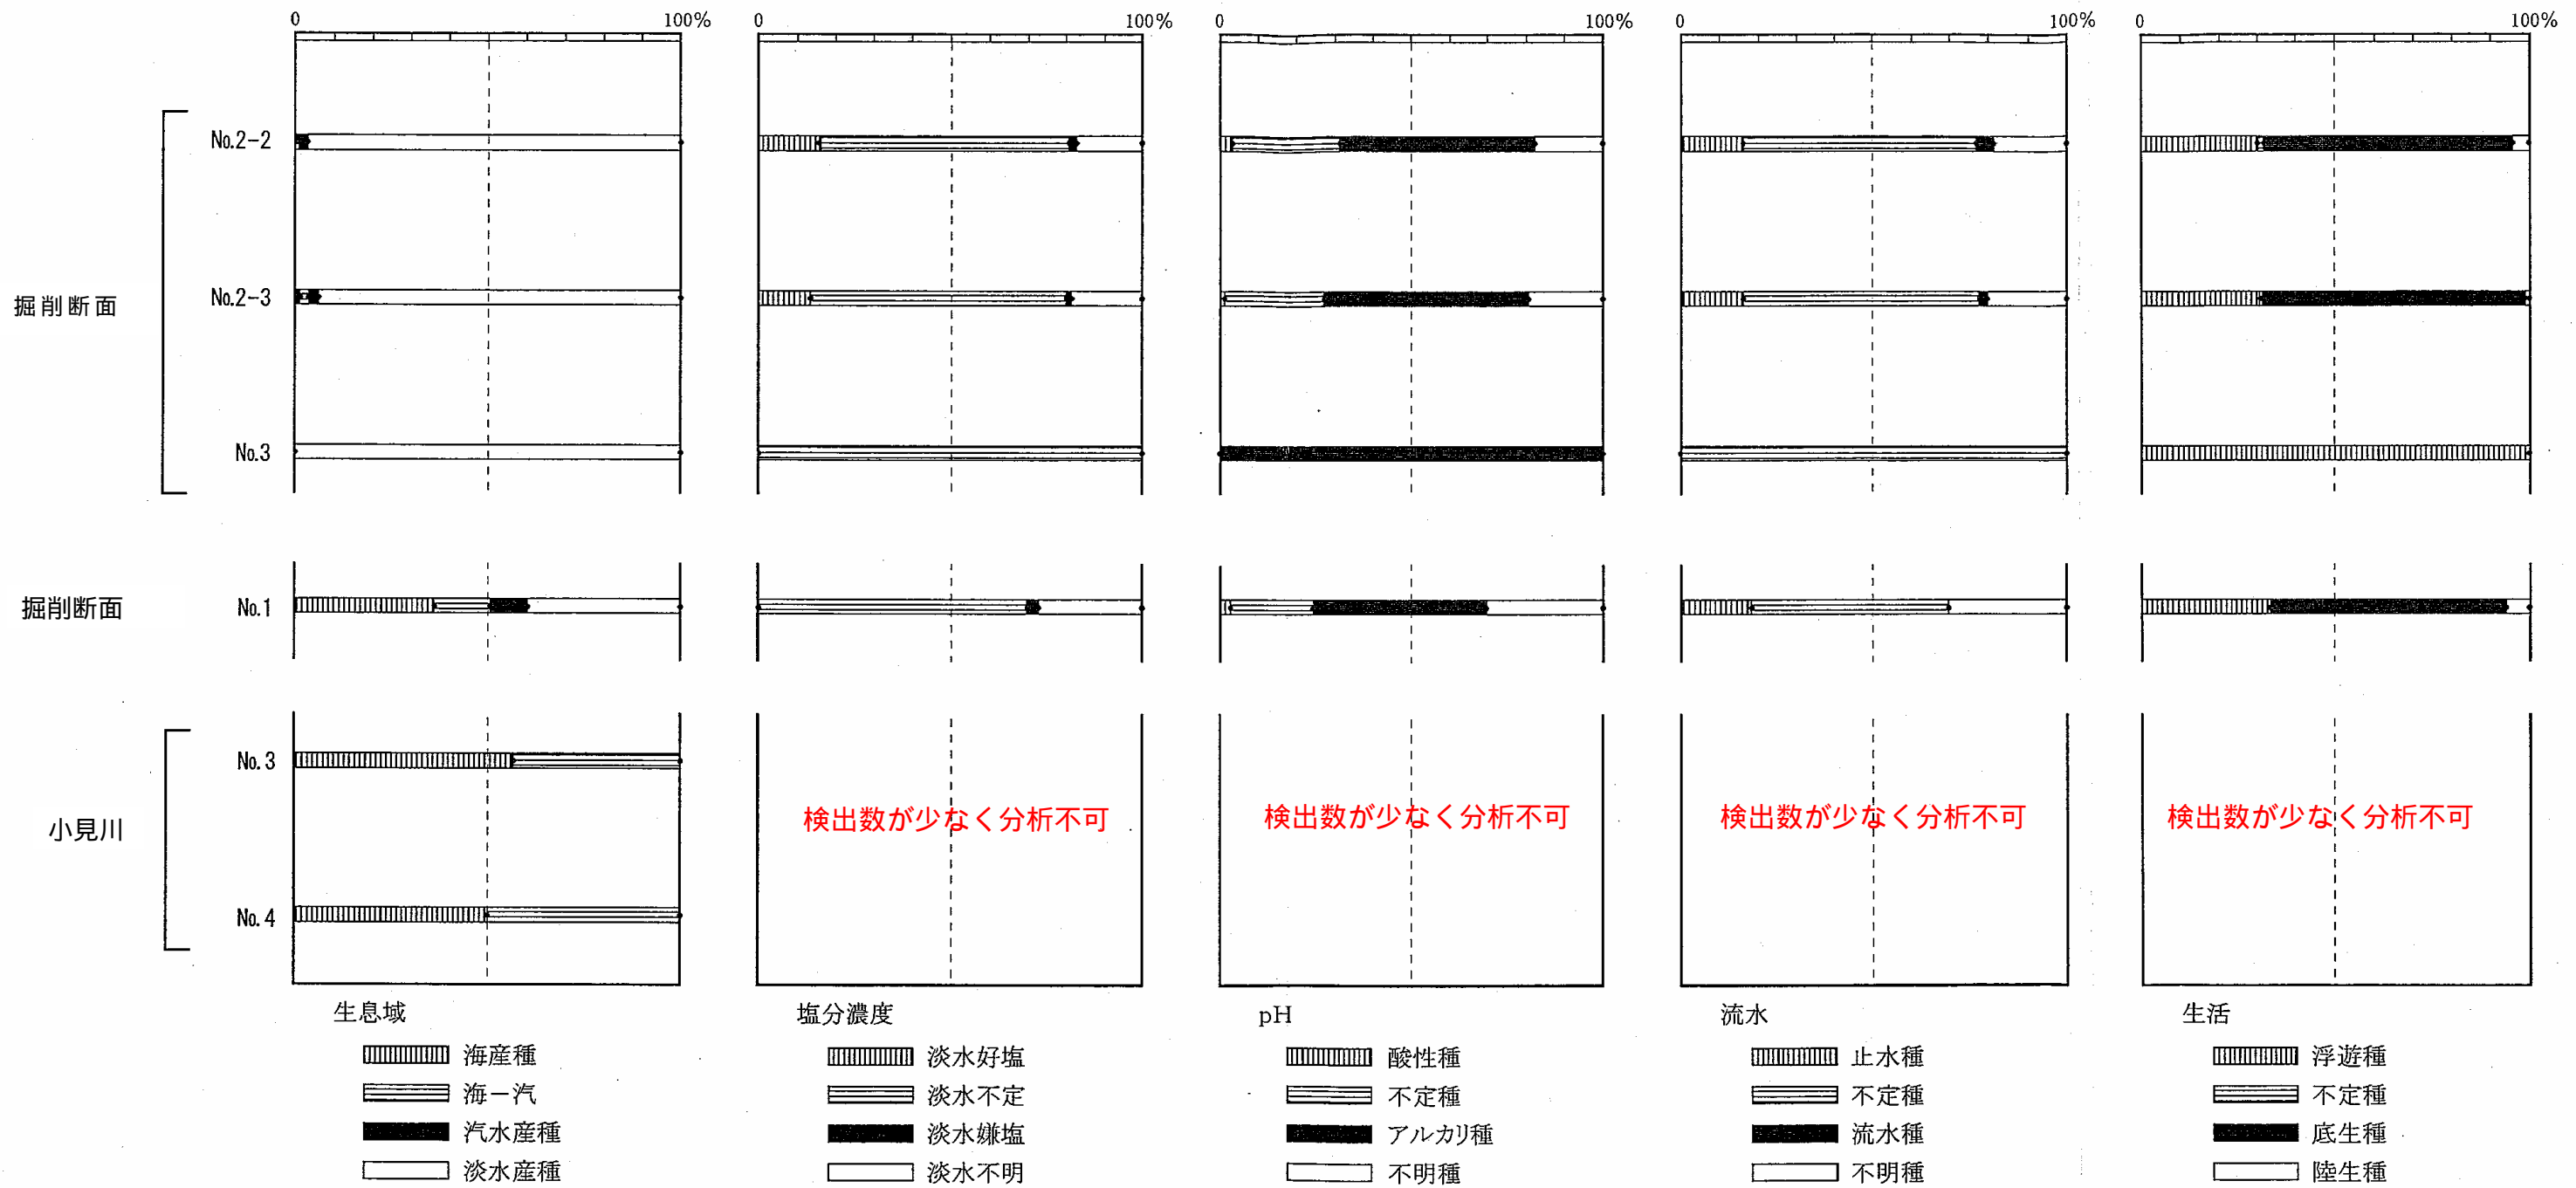 0 100% 0 100% 0 100% 0 100% 0 100%
No.2-2
No.2-3
掘削断面
No.3
掘削断面 No.1
No.3
検出数が少なく分析不可 検出数が少なく分析不可 検出数が少なく分析不可 検出数が少なく分析不可
小見川
No.4
生息域 塩分濃度 pH 流水 生活
海産種 淡水好塩 酸性種 止水種 浮遊種
海-汽 淡水不定 不定種 不定種 不定種
汽水産種 淡水嫌塩 アルカリ種 流水種 底生種
淡水産種 淡水不明 不明種 不明種 陸生種